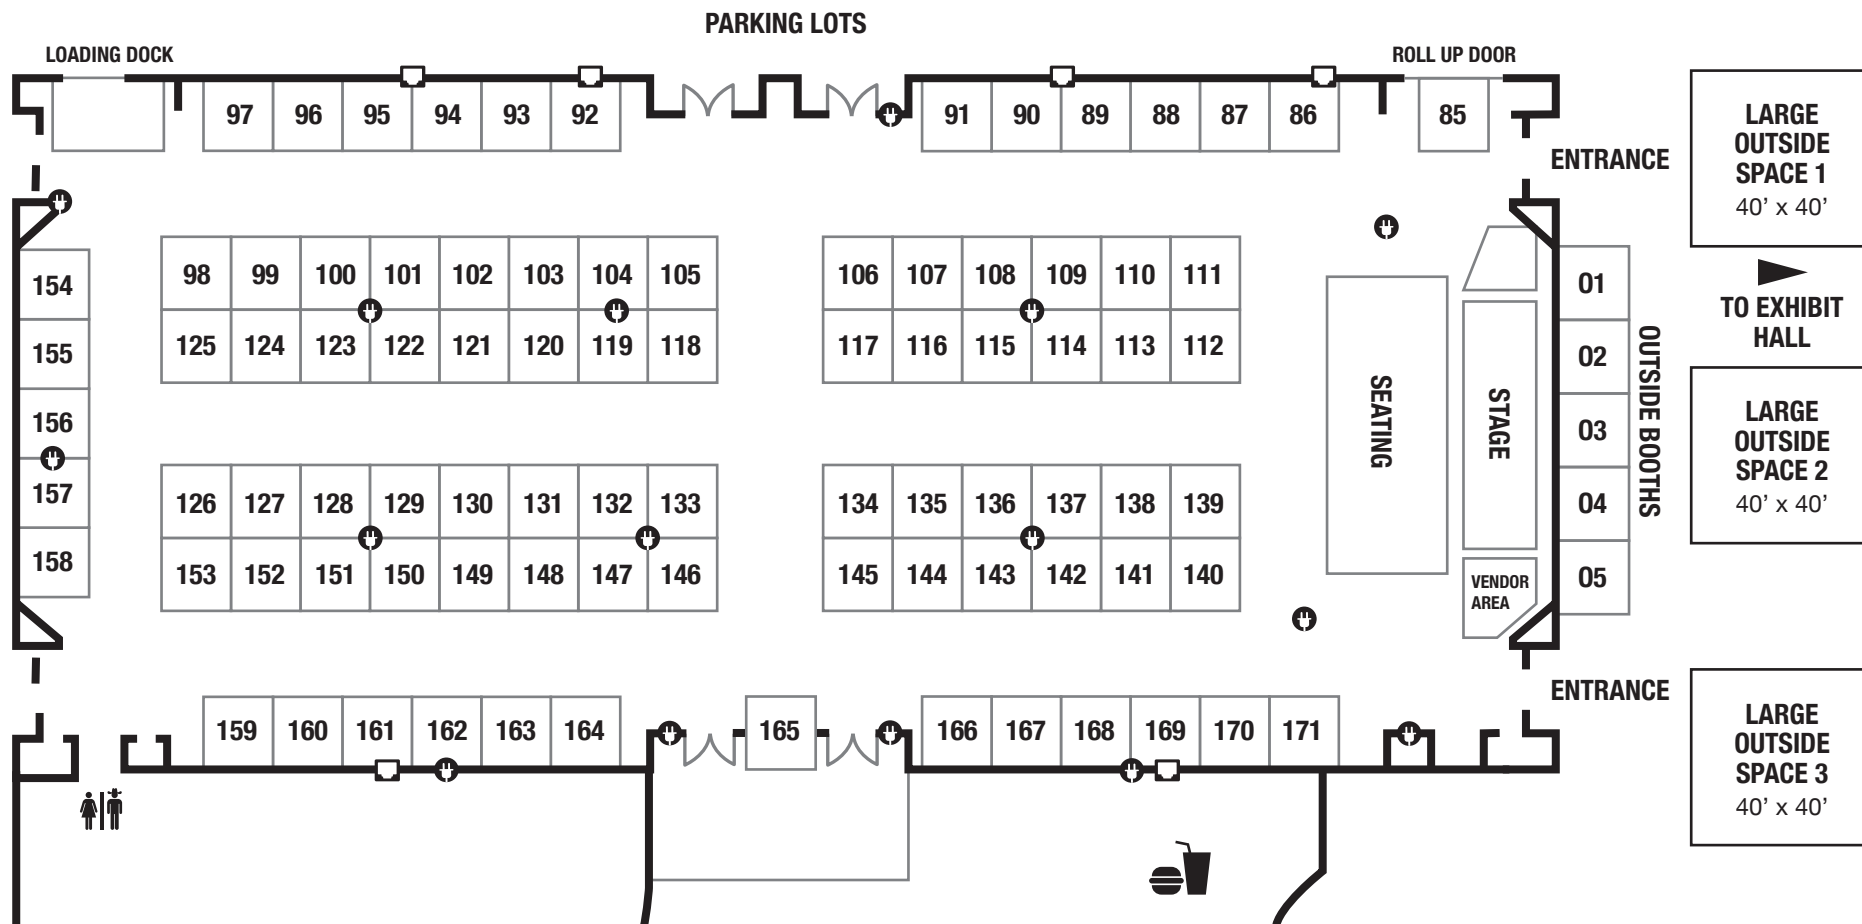 PARKING LOTS
LOADING DOCK
ROLL UP DOOR
97 96 95 94 93 92 91 90 89 88 87 86 85
ENTRANCE
LARGE
OUTSIDE
SPACE 1
40’ x 40’
98 99 100 101 102 103 104 105 106 107 108 109 110 111
125 124 123 122 121 120 119 118 117 116 115 114 113 112
154
155
156
157
158
126 127 128 129 130 131 132 133 134 135 136 137 138 139
153 152 151 150 149 148 147 146 145 144 143 142 141 140
SEATING
STAGE
VENDOR
AREA
01
02
03
04
05
OUTSIDE BOOTHS
TO EXHIBIT
HALL
LARGE
OUTSIDE
SPACE 2
40’ x 40’
ENTRANCE
159 160 161 162 163 164 165 166 167 168 169 170 171
LARGE
OUTSIDE
SPACE 3
40’ x 40’